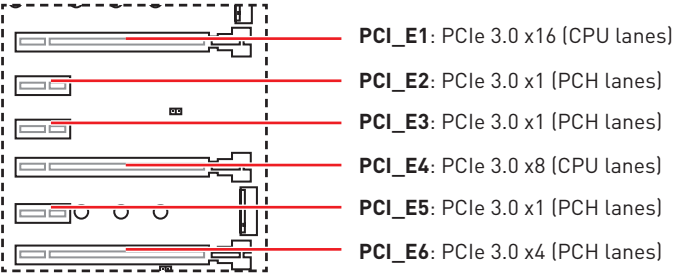 PCI_E1: PCIe 3.0 x16 (CPU lanes)
PCI_E2: PCIe 3.0 x1 (PCH lanes)
PCI_E3: PCIe 3.0 x1 (PCH lanes)
PCI_E4: PCIe 3.0 x8 (CPU lanes)
PCI_E5: PCIe 3.0 x1 (PCH lanes)
PCI_E6: PCIe 3.0 x4 (PCH lanes)